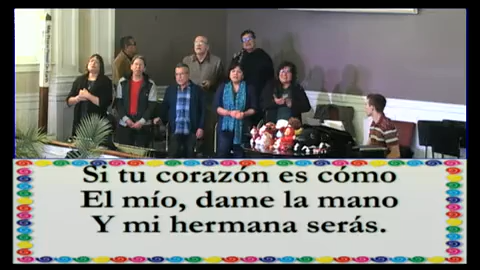 Si tu corazón es cómo
El mío, dame la mano
Y mi hermana serás.